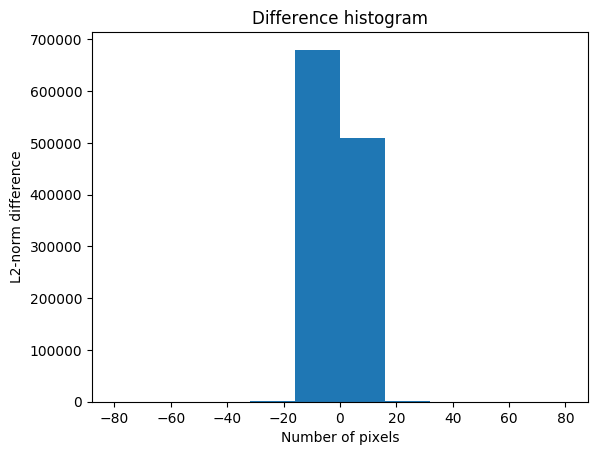 Difference histogram
700000
600000
500000
400000
300000
200000
100000
0
L2-norm difference
−80 −60 −40 −20 0 20 40 60 80
Number of pixels